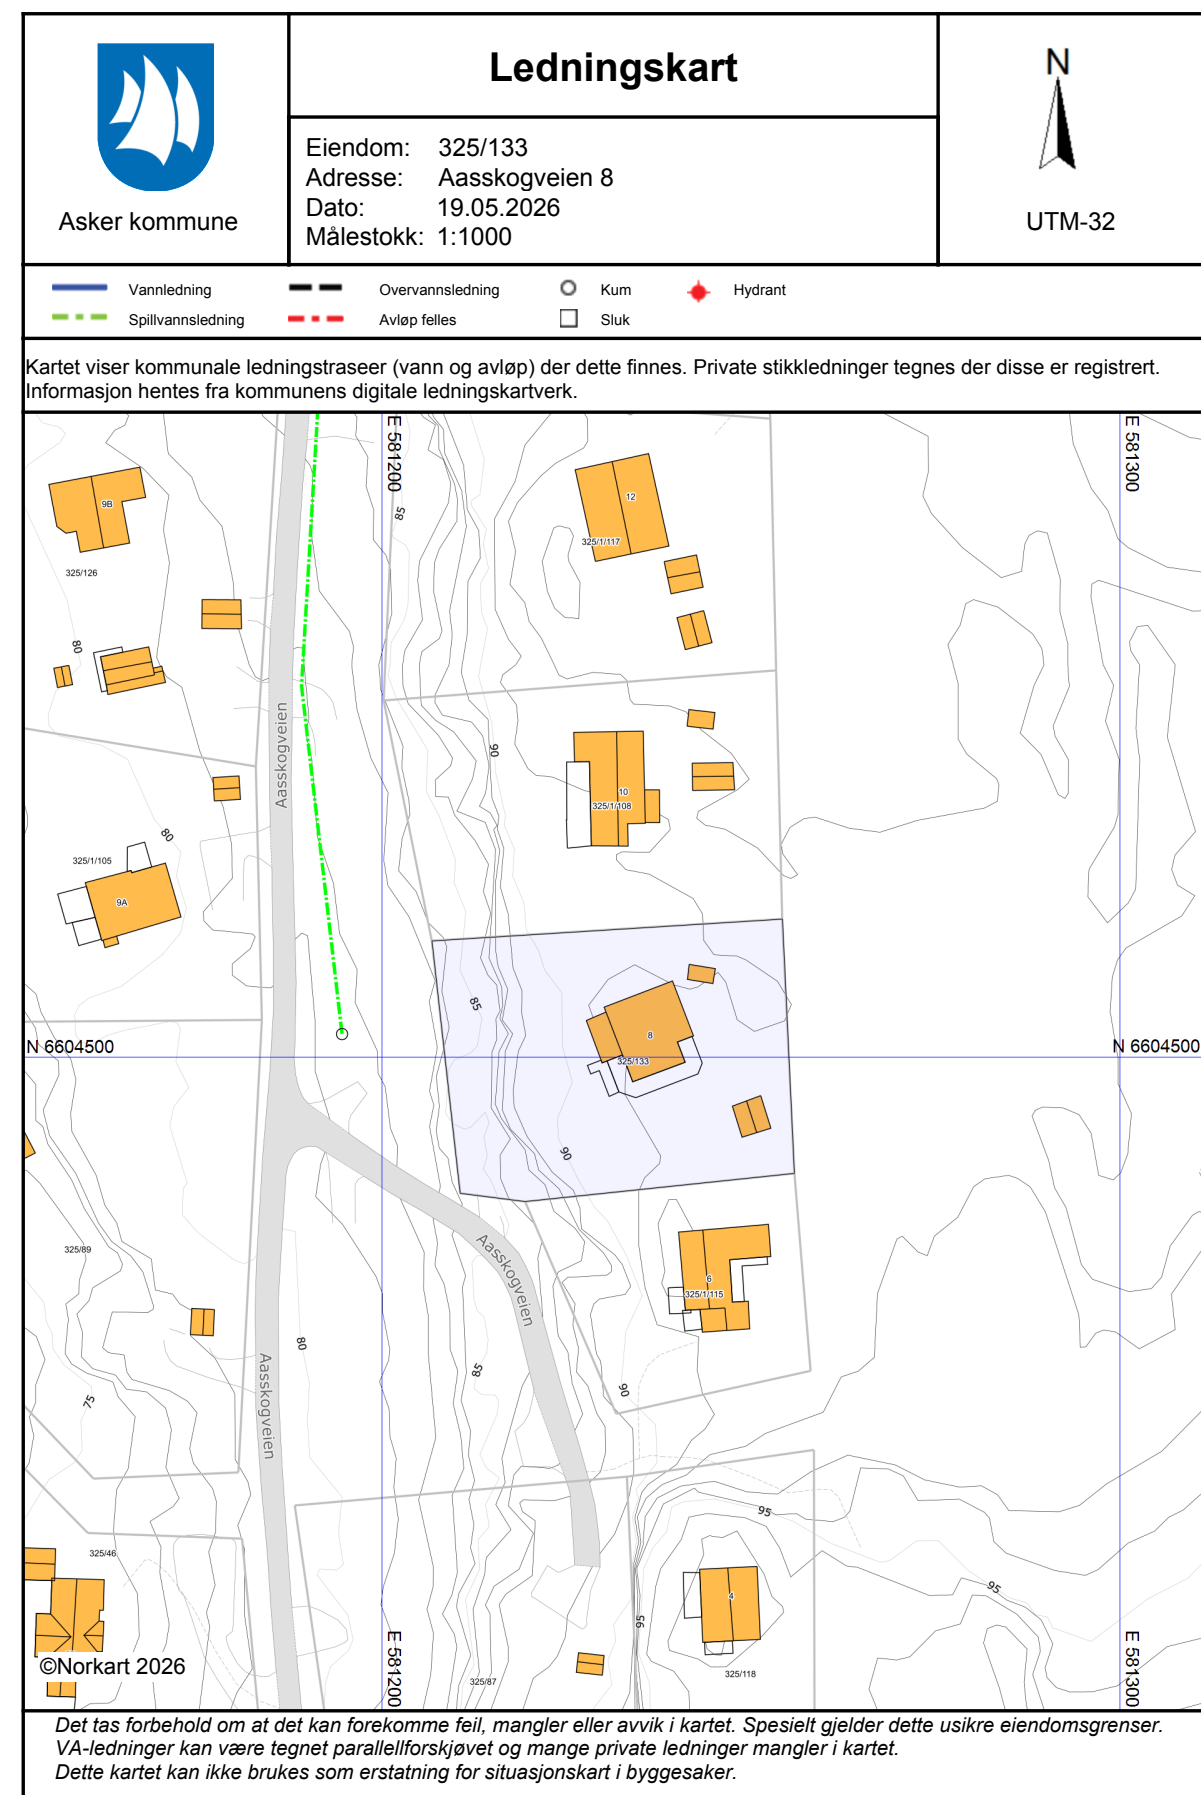 Ledningskart
N
Asker kommune
Eiendom: 325/133
Adresse: Aasskogveien 8
Dato: 19.05.2026
Målestokk: 1:1000
UTM-32
Vannledning
Overvannsledning
Kum
Hydrant
Spillvannsledning
Avløp felles
Sluk
Kartet viser kommunale ledningstraseer (vann og avløp) der dette finnes. Private stikkledninger tegnes der disse er registrert.
Informasjon hentes fra kommunens digitale ledningskartverk.
E 581200
E 581300
9B
12
85
325/1/117
325/126
80
Aasskogveien
90
10
325/1/108
80
325/1/105
9A
85
8
N 6604500
N 6604500
325/133
90
325/89
Aasskogveien
6
325/1/115
80
Aasskogveien
85
90
75
95
325/46
95
4
95
E 581200
E 581300
©Norkart 2026
325/87
325/118
Det tas forbehold om at det kan forekomme feil, mangler eller avvik i kartet. Spesielt gjelder dette usikre eiendomsgrenser.
VA-ledninger kan være tegnet parallellforskjøvet og mange private ledninger mangler i kartet.
Dette kartet kan ikke brukes som erstatning for situasjonskart i byggesaker.